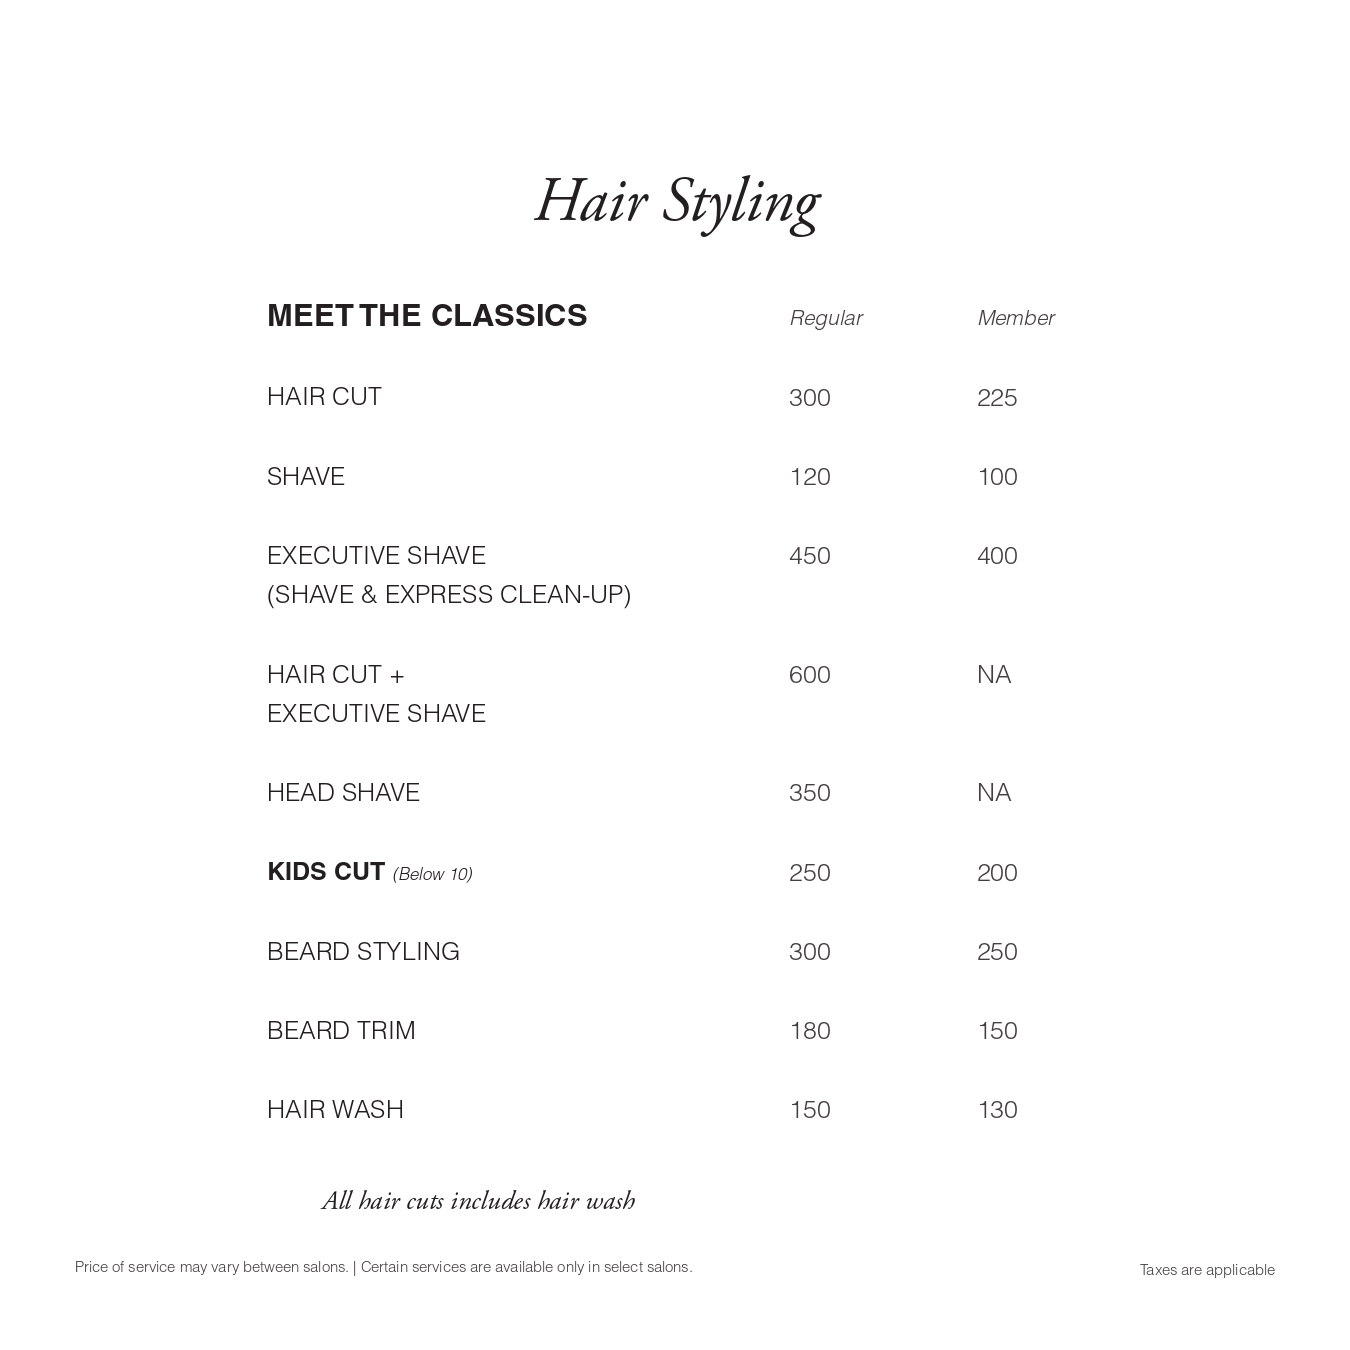 Hair Styling
MEET THE CLASSICS Regular Member
HAIR CUT 300 225
SHAVE 120 100
EXECUTIVE SHAVE 450 400
(SHAVE & EXPRESS CLEAN-UP)
HAIR CUT + 600 NA
EXECUTIVE SHAVE
HEAD SHAVE 350 NA
KIDS CUT (Below 10) 250 200
BEARD STYLING 300 250
BEARD TRIM 180 150
HAIR WASH 150 130
All hair cuts includes hair wash
Price of service may vary between salons. | Certain services are available only in select salons. Taxes are applicable